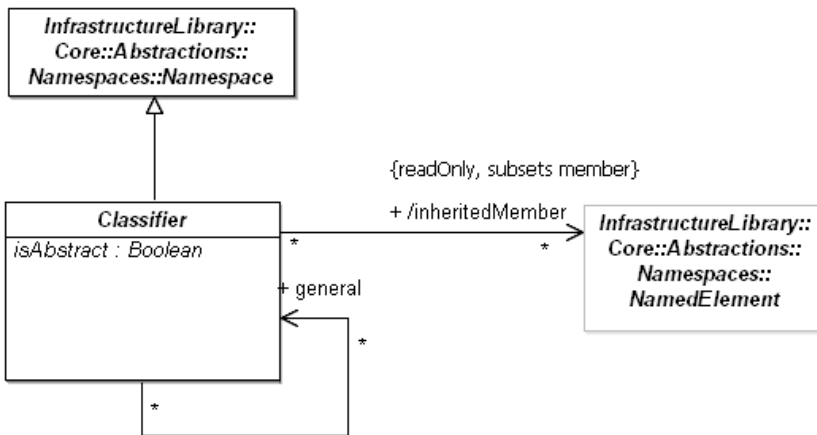 InfrastructureLibrary::
Core::Abstractions::
Namespaces::Namespace
{readOnly, subsets member}
+ /inheritedMember
Classifier
isAbstract : Boolean
*
*
InfrastructureLibrary::
Core::Abstractions::
Namespaces::
NamedElement
+ general
*
*